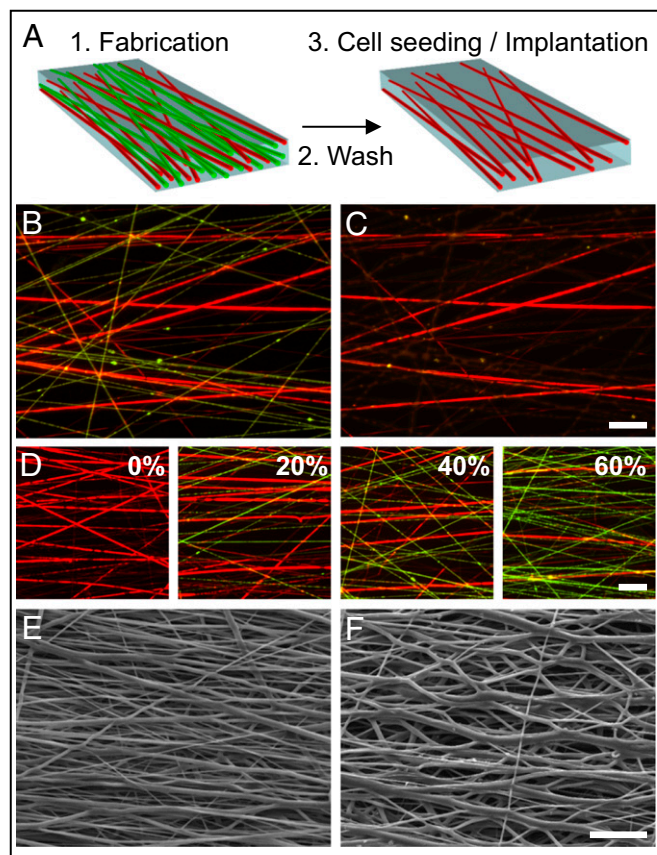 A
1. Fabrication
3. Cell seeding / Implantation
2. Wash
B
C
D
0%
20%
40%
60%
E
F